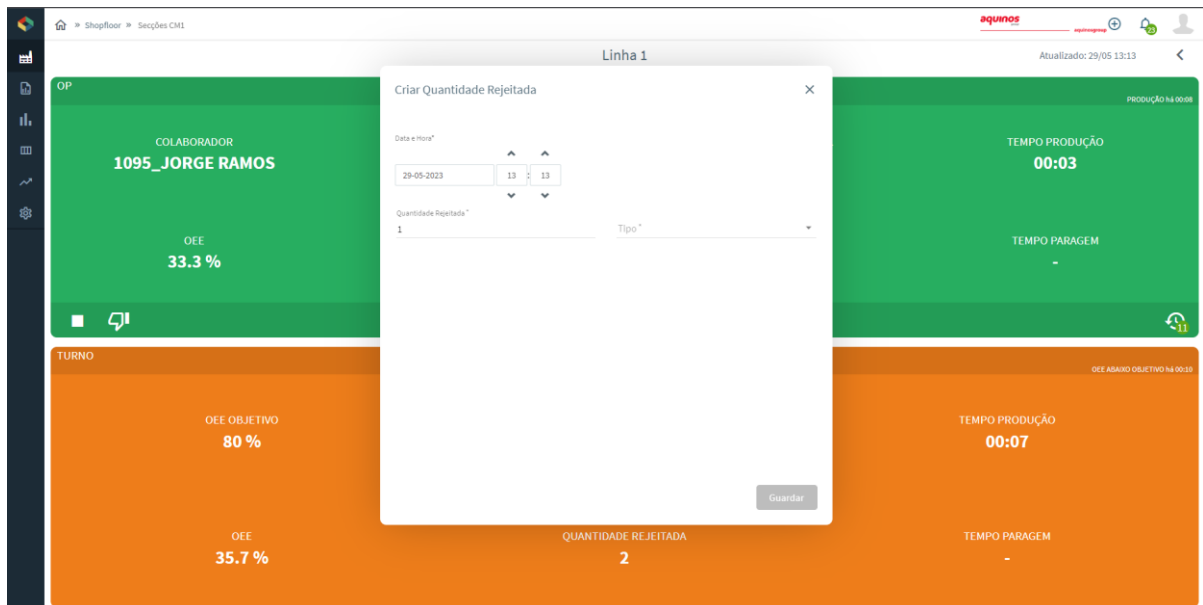 » Shopfloor » Secções CM1
aquinos
aquinosgroup
23
Linha 1
Atualizado: 29/05 13:13
OP
PRODUÇÃO há 00:08
COLABORADOR
1095_JORGE RAMOS
TEMPO PRODUÇÃO
00:03
OEE
33.3 %
TEMPO PARAGEM
-
11
Criar Quantidade Rejeitada
Data e Hora*
29-05-2023 13 : 13
Quantidade Rejeitada *
1
Tipo *
Guardar
TURNO
OEE ABAIXO OBJETIVO há 00:10
OEE OBJETIVO
80 %
TEMPO PRODUÇÃO
00:07
OEE
35.7 %
QUANTIDADE REJEITADA
2
TEMPO PARAGEM
-